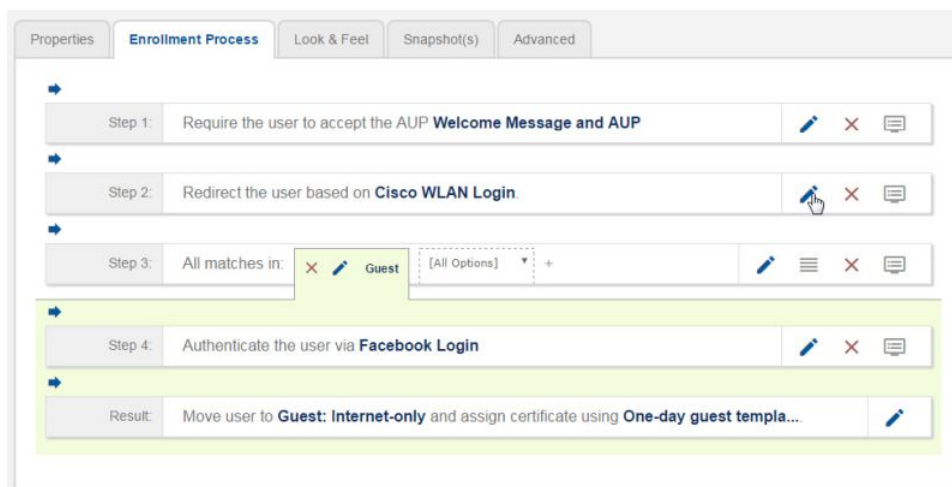 Properties Enrollment Process Look & Feel Snapshot(s) Advanced
Step 1: Require the user to accept the AUP Welcome Message and AUP
Step 2: Redirect the user based on Cisco WLAN Login.
Step 3: All matches in: Guest [All Options] +
Step 4: Authenticate the user via Facebook Login
Result: Move user to Guest: Internet-only and assign certificate using One-day guest templa....